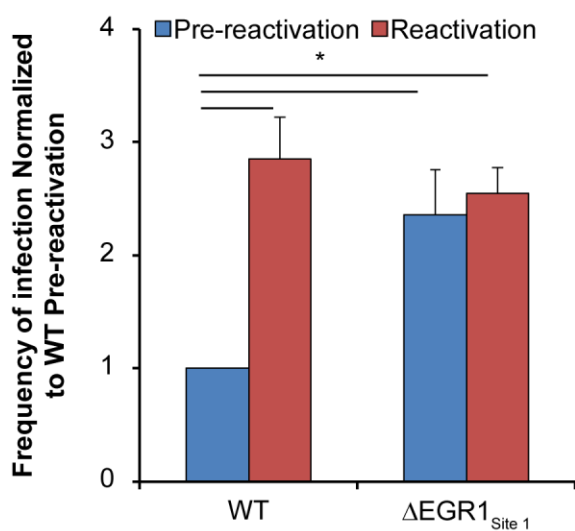 Pre-reactivation Reactivation
*
Frequency of infection Normalized
to WT Pre-reactivation
4
3
2
1
0
WT
ΔEGR1Site 1